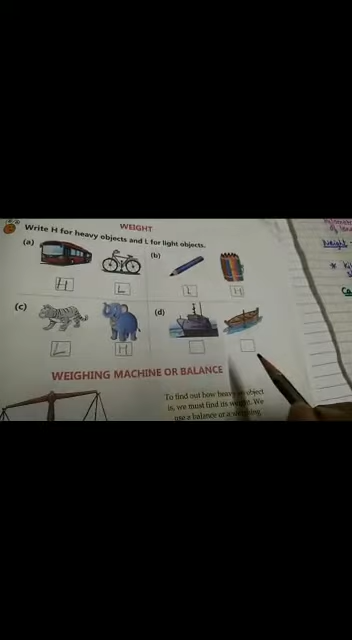 WEIGHT
Write H for heavy objects and L for light objects.
(a)
(b)
H
L
L
H
(c)
(d)
L
H
WEIGHING MACHINE OR BALANCE
To find out how heavy an object
is, we must find its weight. We
use a balance or a weighing